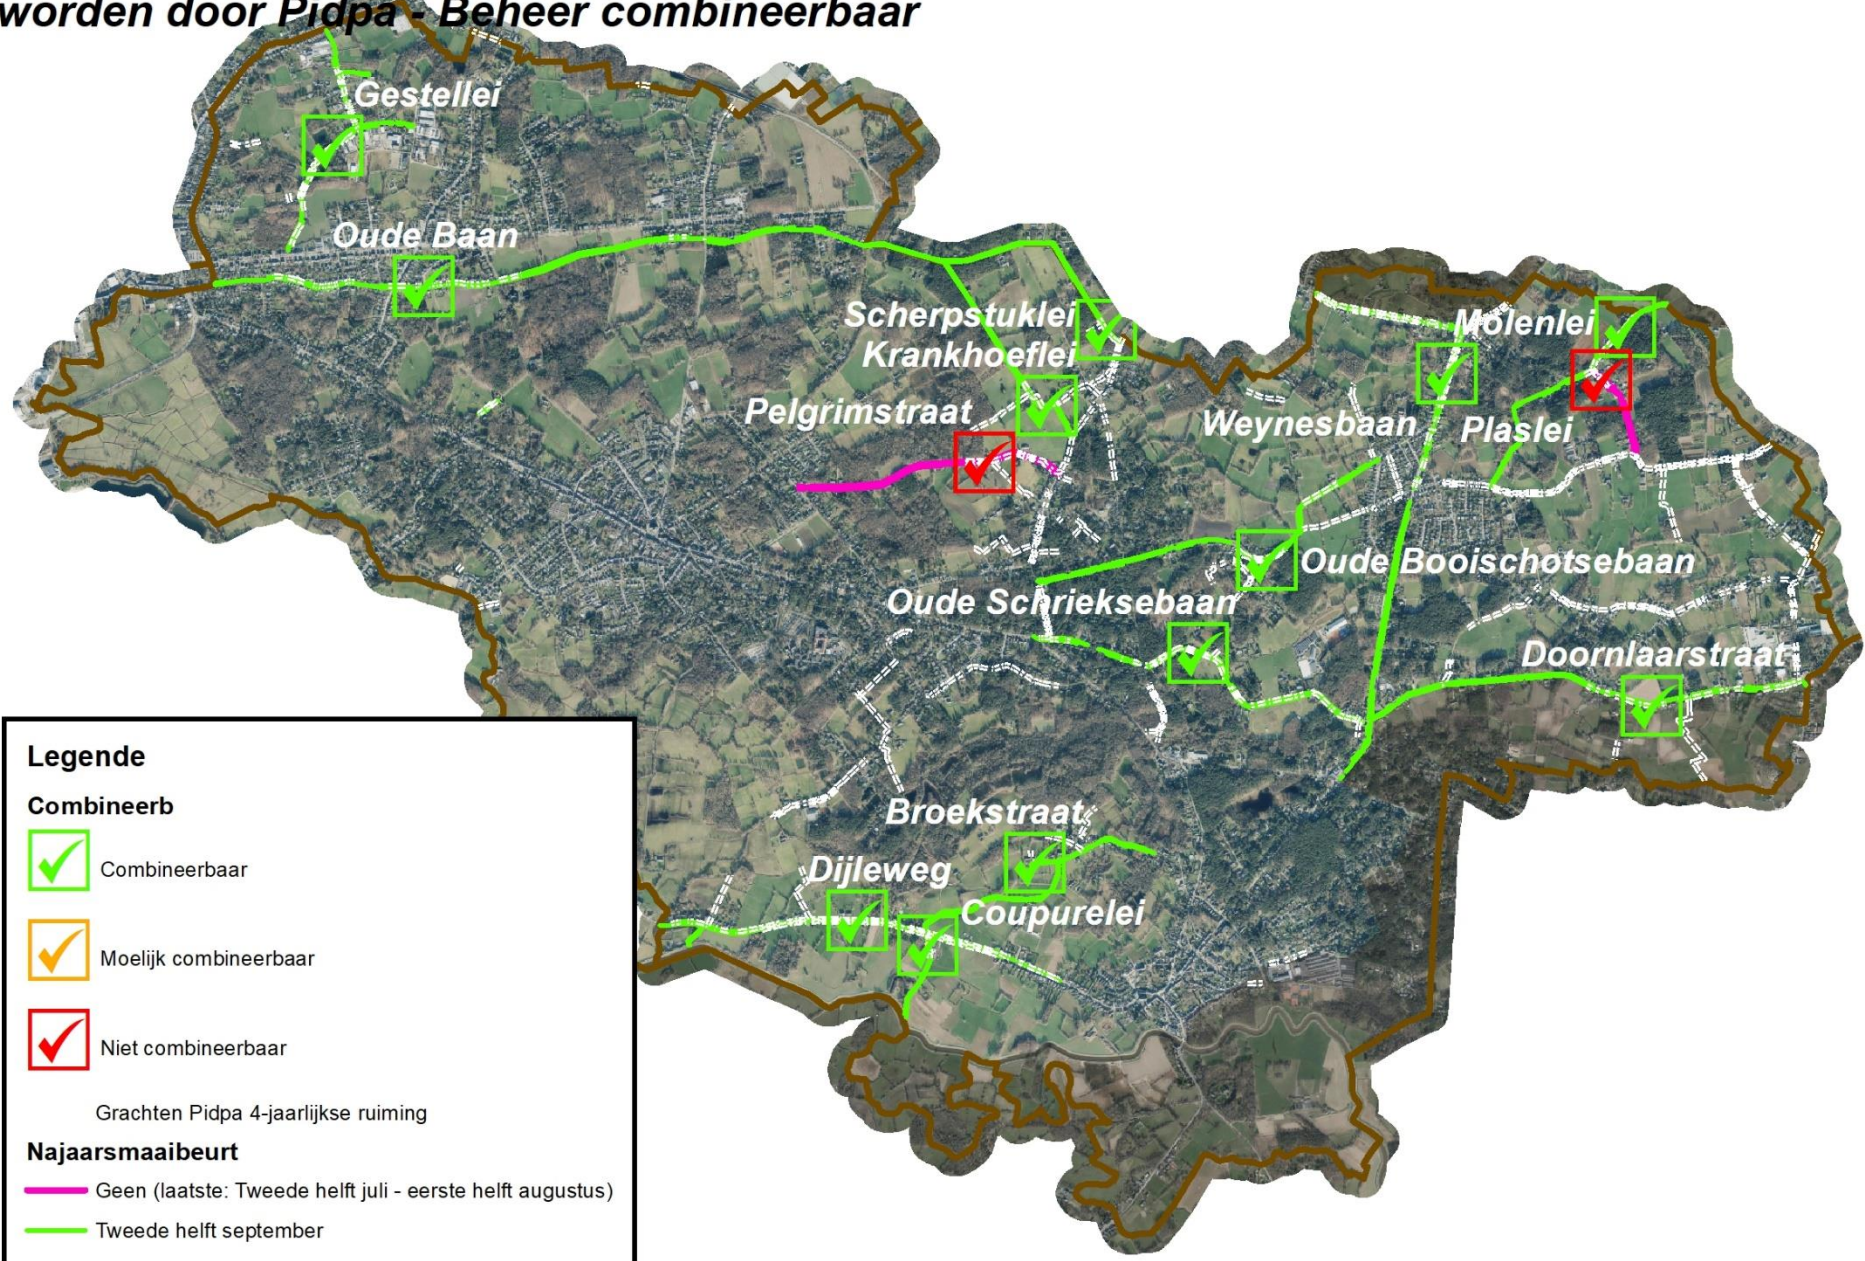 worden door Pidpa - Beheer combineerbaar
Gestellei
Oude Baan
Scherpstuklei
Krankhoeflei
Pelgrimstraat
Molenlei
Weynesbaan
Plaslei
Oude Booischotsebaan
Oude Schrieksebaan
Doornlaarstraat
Broekstraat
Dijleweg
Coupurelei
Legende
Combineerb
Combineerbaar
Moelijk combineerbaar
Niet combineerbaar
Grachten Pidpa 4-jaarlijkse ruiming
Najaarsmaaibeurt
Geen (laatste: Tweede helft juli - eerste helft augustus)
Tweede helft september